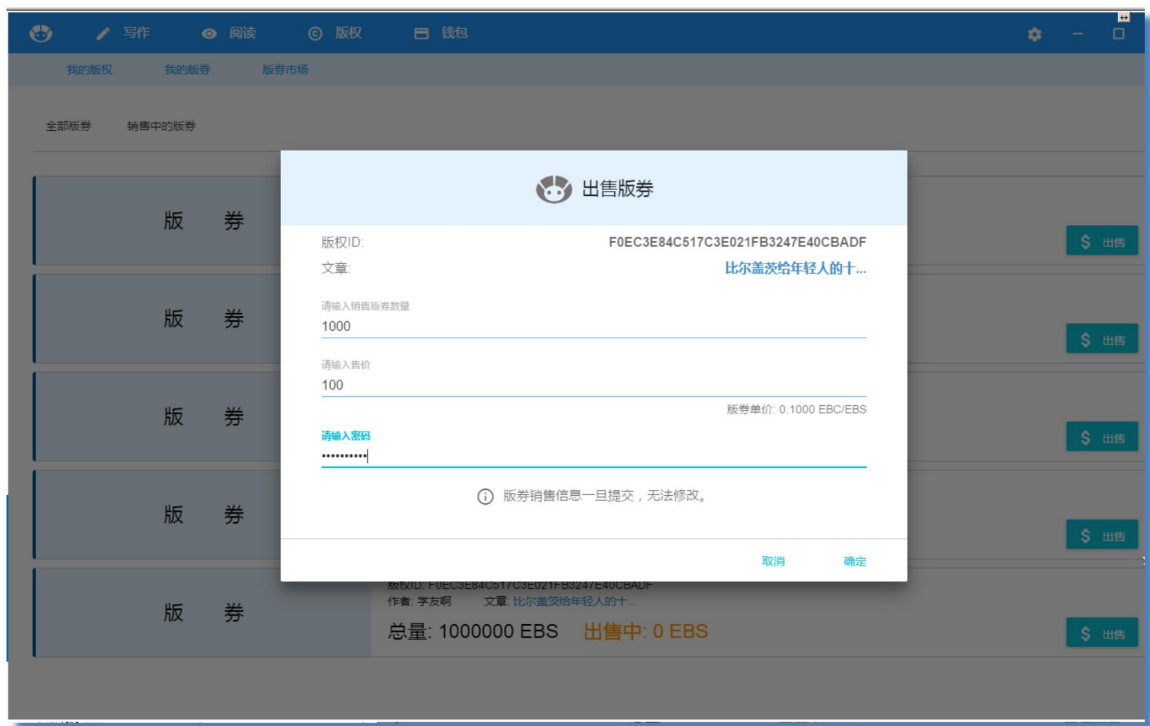 写作 阅读 版权 钱包
我的版权 我的版券 版券市场
全部版券 销售中的版券
出售版券
版 券
版权ID: F0EC3E84C517C3E021FB3247E40CBADF
$ 出售
文章: 比尔盖茨给年轻人的十...
请输入销售版券数量
版 券
1000
$ 出售
请输入售价
100
版券单价: 0.1000 EBC/EBS
版 券
请输入密码
$ 出售
••••••••••
版券销售信息一旦提交，无法修改。
版 券
$ 出售
取消 确定
版权ID: F0EC3E84C517C3E021FB3247E40CBADF
作者: 学友啊 文章: 比尔盖茨给年轻人的十...
版 券
总量: 1000000 EBS 出售中: 0 EBS
$ 出售